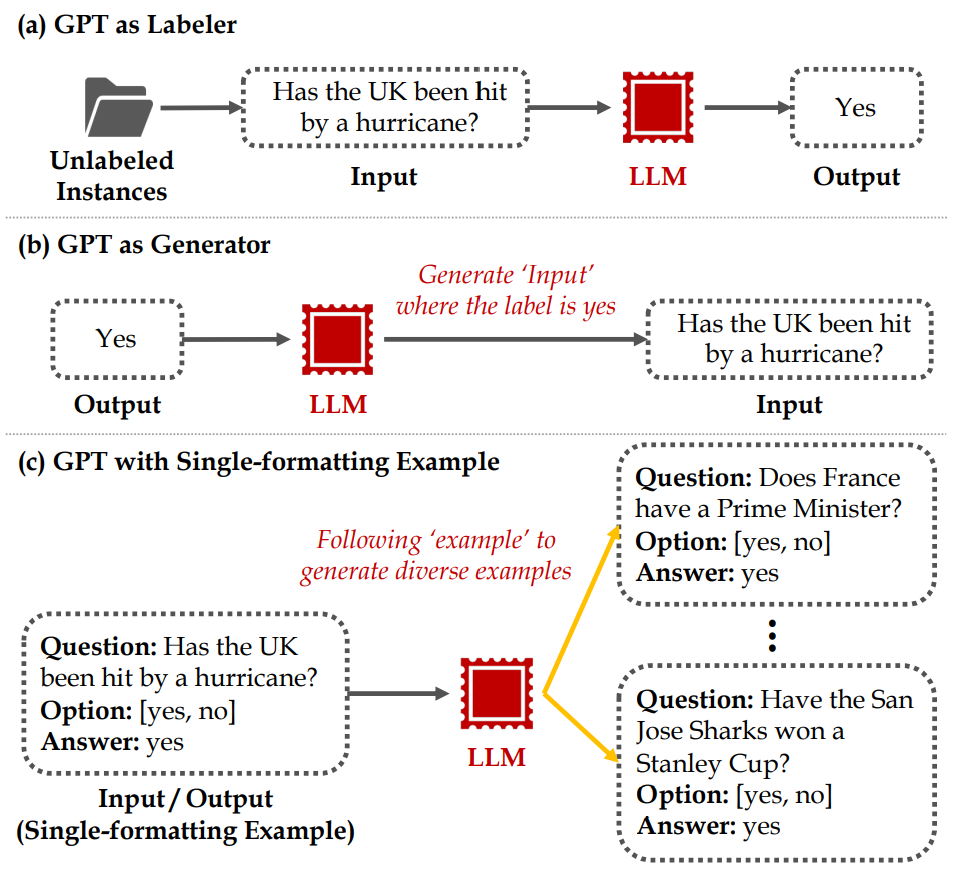 (a) GPT as Labeler
Has the UK been hit
by a hurricane?
Yes
Unlabeled
Instances
Input
LLM
Output
(b) GPT as Generator
Generate ‘Input’
where the label is yes
Yes
Has the UK been hit
by a hurricane?
Output
LLM
Input
(c) GPT with Single-formatting Example
Following ‘example’ to
generate diverse examples
Question: Does France
have a Prime Minister?
Option: [yes, no]
Answer: yes
Question: Has the UK
been hit by a hurricane?
Option: [yes, no]
Answer: yes
LLM
Input / Output
(Single-formatting Example)
Question: Have the San
Jose Sharks won a
Stanley Cup?
Option: [yes, no]
Answer: yes